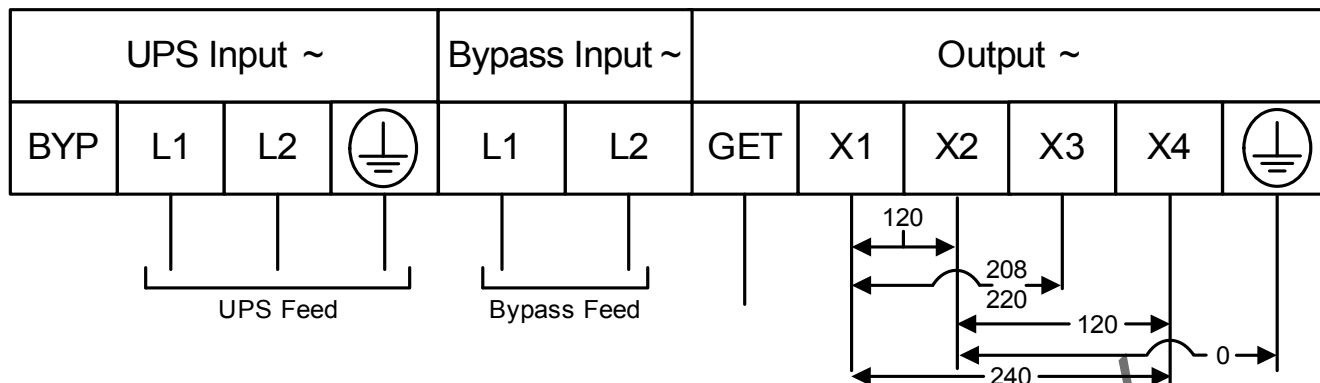 UPS Input ~
Bypass Input ~
Output ~
BYP
L1
L2
L1
L2
GET
X1
X2
X3
X4
120
208
220
UPS Feed
Bypass Feed
120
0
240